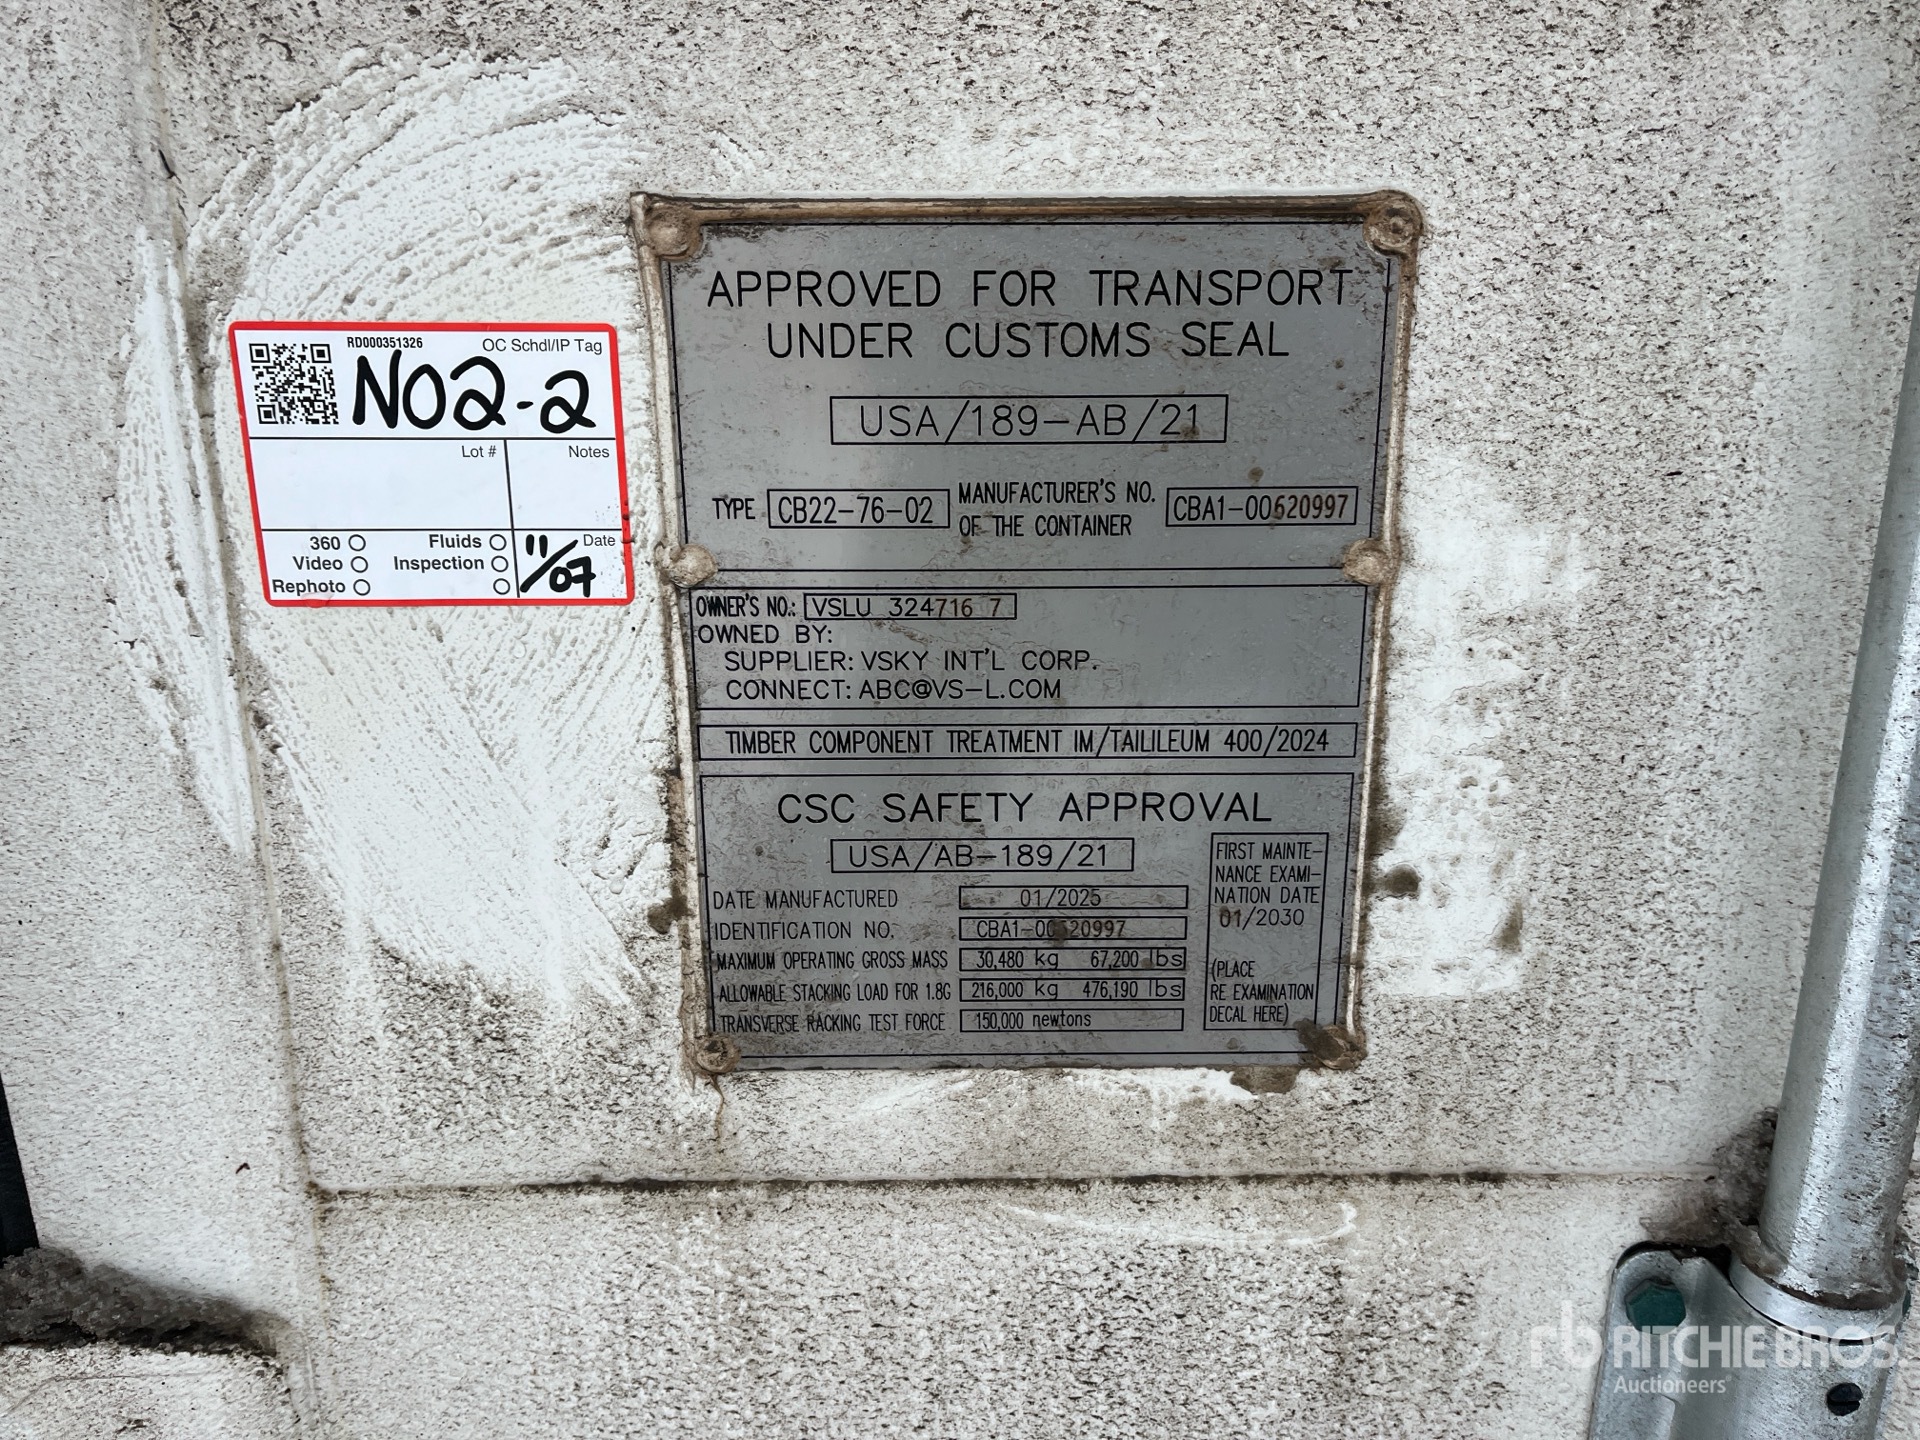 RD000351326
OC Schdl/IP Tag
N02-2
Lot #
Notes
360
Fluids
Date
Video
Inspection
11/07
Rephoto
APPROVED FOR TRANSPORT
UNDER CUSTOMS SEAL
USA/189-AB/21
TYPE CB22-76-02
MANUFACTURER'S NO.
OF THE CONTAINER
CBA1-00620997
OWNER'S NO.: VSLU 324716 7
OWNED BY:
SUPPLIER: VSKY INT'L CORP.
CONNECT: ABC@VS-L.COM
TIMBER COMPONENT TREATMENT IM/TAILILEUM 400/2024
CSC SAFETY APPROVAL
USA/AB-189/21
DATE MANUFACTURED 01/2025
IDENTIFICATION NO. CBA1-00620997
MAXIMUM OPERATING GROSS MASS 30,480 kg 67,200 lbs
ALLOWABLE STACKING LOAD FOR 1.8G 216,000 kg 476,190 lbs
TRANSVERSE RACKING TEST FORCE 150,000 newtons
FIRST MAINTE-
NANCE EXAMI-
NATION DATE
01/2030
(PLACE
RE EXAMINATION
DECAL HERE)
rb RITCHIE BROS.
Auctioneers